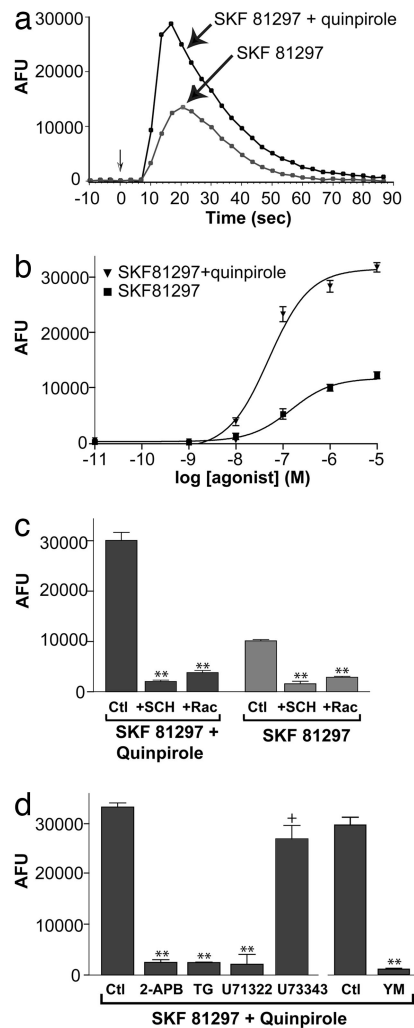 a
SKF 81297 + quinpirole
SKF 81297
AFU
30000
20000
10000
0
-10 0 10 20 30 40 50 60 70 80 90
Time (sec)
b
SKF81297+quinpirole
SKF81297
AFU
30000
20000
10000
0
-11 -10 -9 -8 -7 -6 -5
log [agonist] (M)
c
AFU
30000
20000
10000
0
** **
** **
Ctl +SCH +Rac Ctl +SCH +Rac
SKF 81297 +
Quinpirole
SKF 81297
d
AFU
30000
20000
10000
0
+
** ** **
**
Ctl 2-APB TG U71322 U73343 Ctl YM
SKF 81297 + Quinpirole